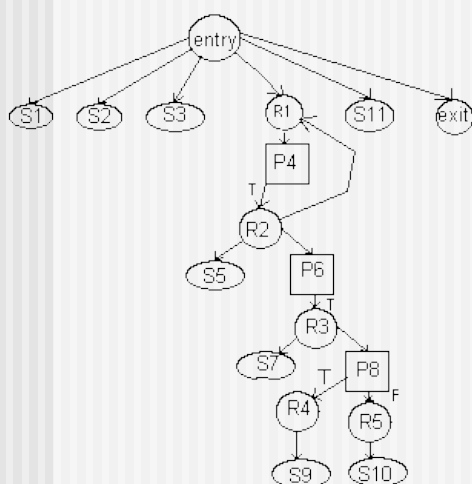 entry
S1 S2 S3 R1 S11 exit
P4
T
R2
S5 P6
T
R3
S7 P8
T F
R4 R5
S9 S10